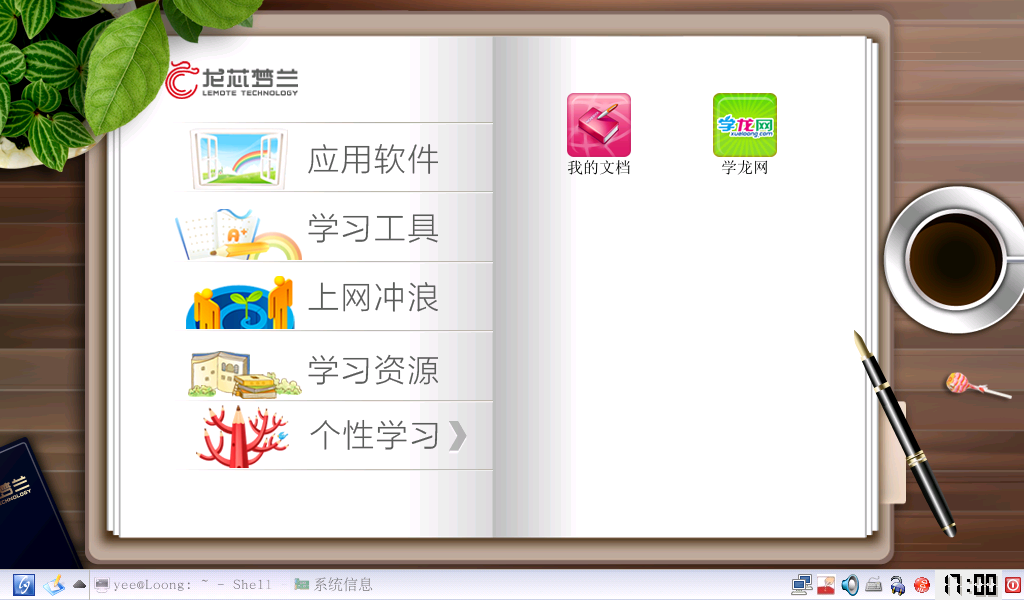 龙芯梦兰
LEMOTE TECHNOLOGY
应用软件
学习工具
上网冲浪
学习资源
个性学习
学龙网
xueloong.com
我的文档
学龙网
梦兰
TECHNOLOGY
yee@Loong: ~ - Shell
系统信息
17:00